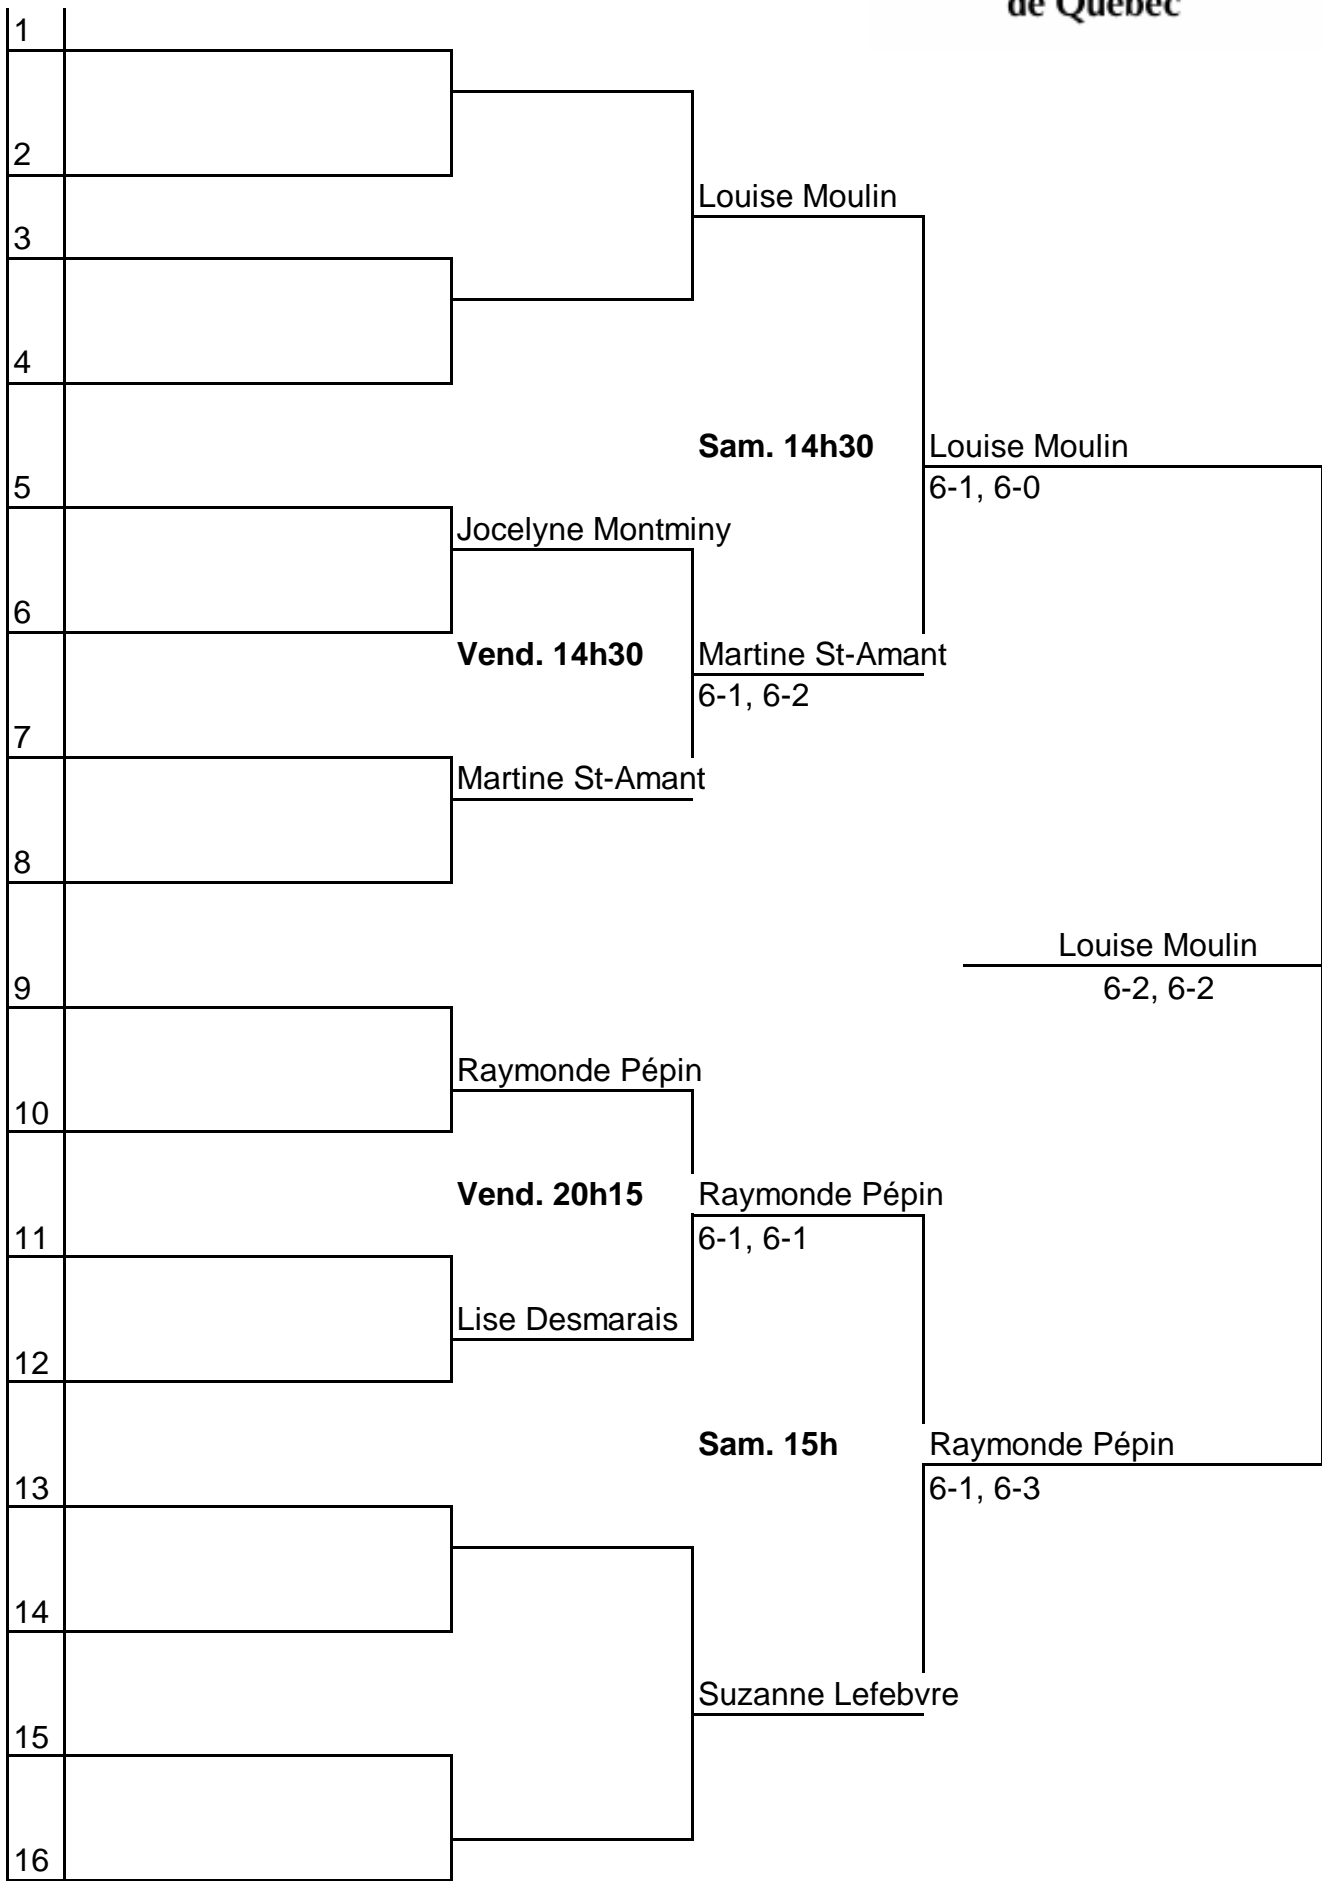 de Québec
1
2
Louise Moulin
3
4
Sam. 14h30
Louise Moulin
5
6-1, 6-0
Jocelyne Montminy
6
Vend. 14h30
Martine St-Amant
6-1, 6-2
7
Martine St-Amant
8
Louise Moulin
9
6-2, 6-2
Raymonde Pépin
10
Vend. 20h15
Raymonde Pépin
11
6-1, 6-1
Lise Desmarais
12
Sam. 15h
Raymonde Pépin
13
6-1, 6-3
14
Suzanne Lefebvre
15
16